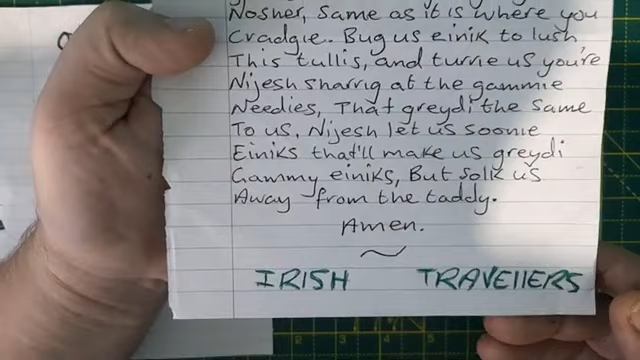 Nosher, same as it is where you
Cradgie.. Bug us einik to lush
This tullis, and turne us you're
Nijesh sharrig at the gammie
Needies, That greydi the same
To us, Nijesh let us soonie
Einiks that'll make us greydi
Gammy einiks, But solk us
Away from the taddy.
Amen.
IRISH TRAVEllERS
2